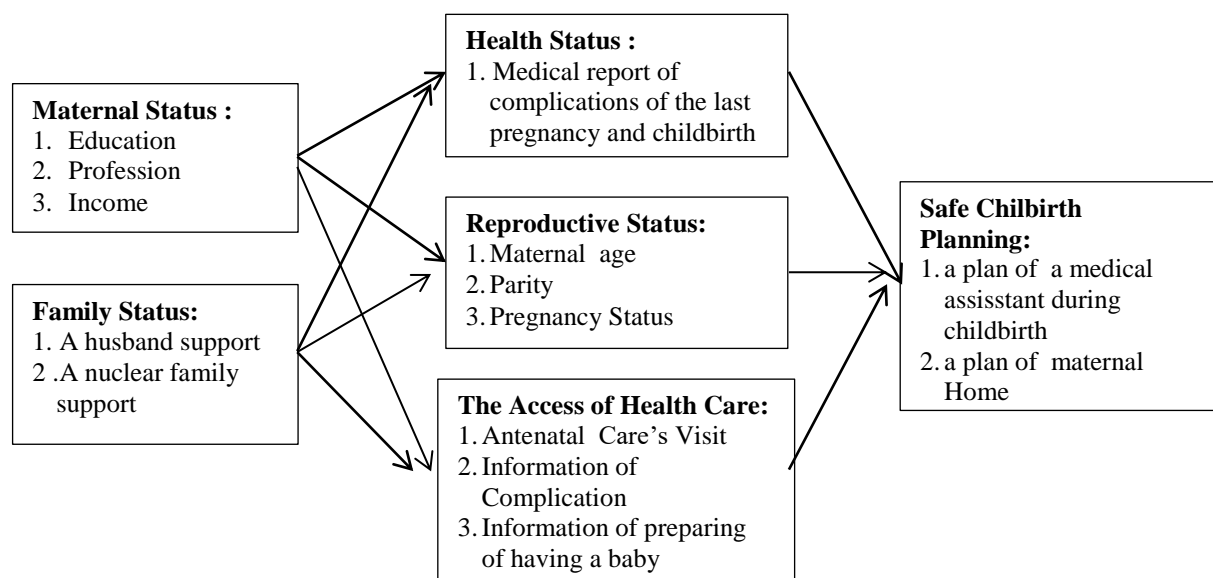 Maternal Status :
1. Education
2. Profession
3. Income
Family Status:
1. A husband support
2 .A nuclear family
support
Health Status :
1. Medical report of
complications of the last
pregnancy and childbirth
Reproductive Status:
1. Maternal age
2. Parity
3. Pregnancy Status
The Access of Health Care:
1. Antenatal Care's Visit
2. Information of
Complication
3. Information of preparing
of having a baby
Safe Chilbirth
Planning:
1. a plan of a medical
assisstant during
childbirth
2. a plan of maternal
Home